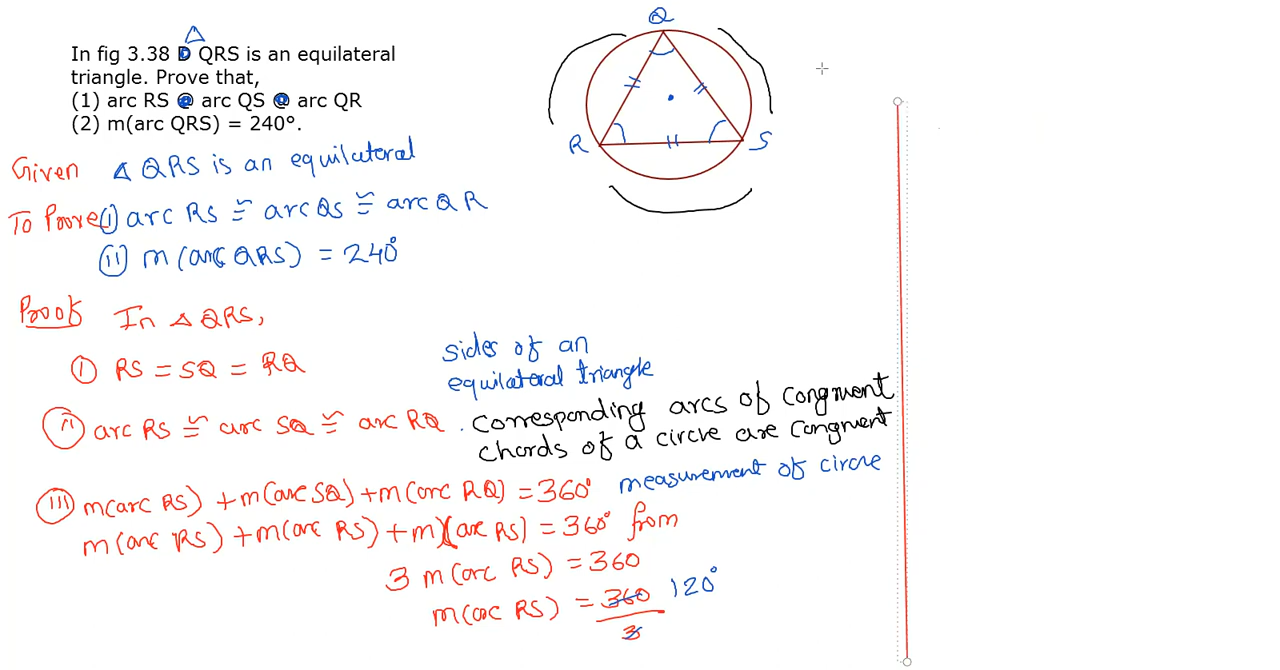 △
In fig 3.38 D QRS is an equilateral
triangle. Prove that,
(1) arc RS @ arc QS @ arc QR
(2) m(arc QRS) = 240°.
Q
R
S
Given △ QRS is an equilateral
To Prove (i) arc RS ≅ arc QS ≅ arc QR
(ii) m (arc QRS) = 240°
Proof In △ QRS,
(i) RS = SQ = RQ sides of an
equilateral triangle
(ii) arc RS ≅ arc SQ ≅ arc RQ . corresponding arcs of congruent
chords of a circle are congruent
(iii) m(arc RS) + m(arc SQ) + m(arc RQ) = 360° measurement of circle
m(arc RS) + m(arc RS) + m(arc RS) = 360° from
3 m(arc RS) = 360
m(arc RS) = 360 120°
3